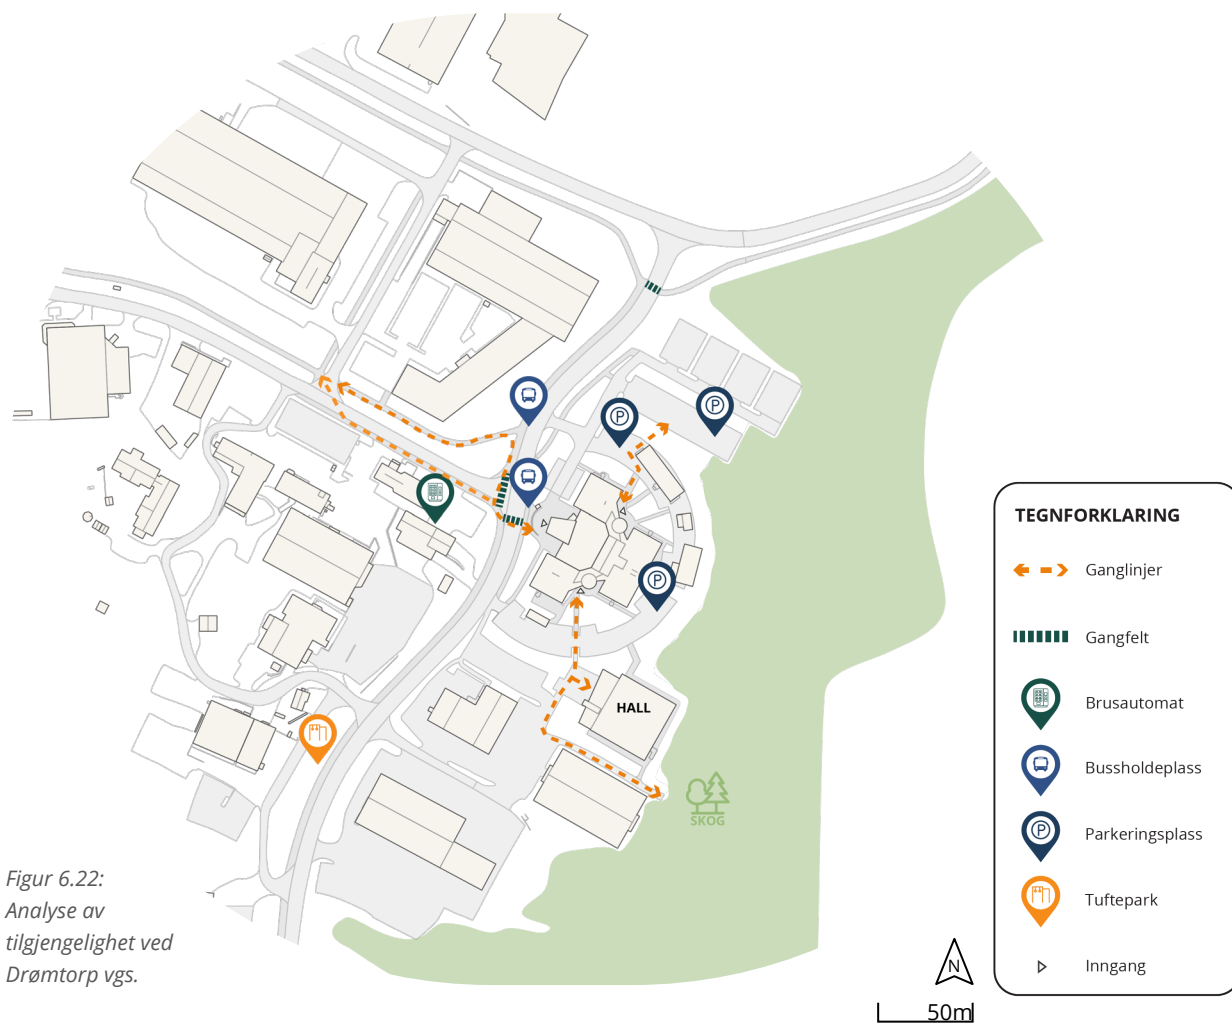 P
P
P
HALL
SKOG
TEGNFORKLARING
Ganglinjer
Gangfelt
Brusautomat
Bussholdeplass
P
Parkeringsplass
Tuftepark
Inngang
Figur 6.22:
Analyse av
tilgjengelighet ved
Drømtorp vgs.
N
50m